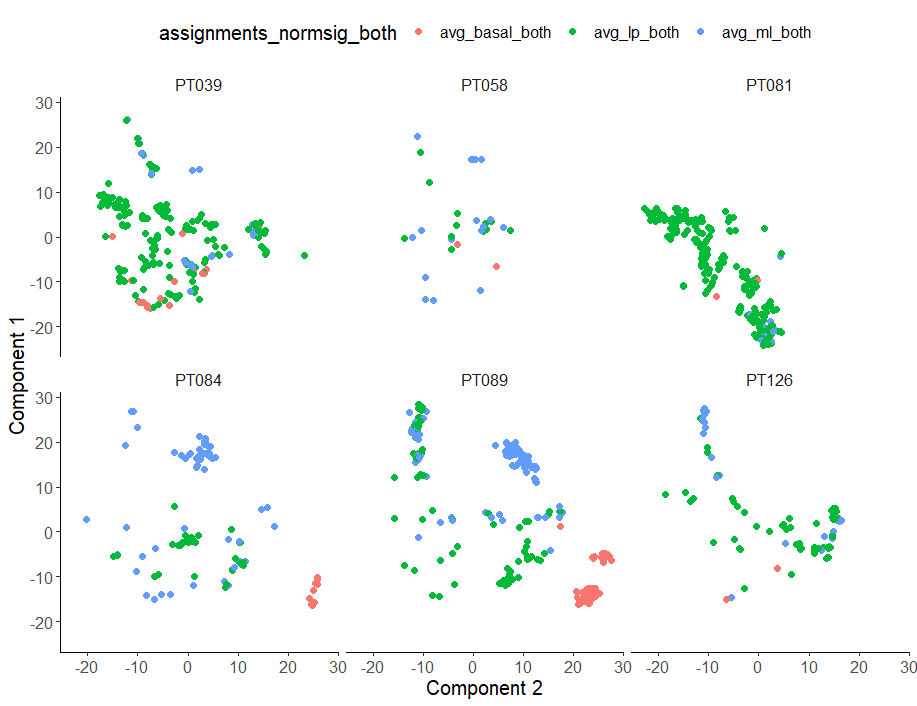 assignments_normsig_both avg_basal_both avg_lp_both avg_ml_both
PT039 PT058 PT081
30
20
10
0
-10
-20
PT084 PT089 PT126
30
20
10
0
-10
-20
-20 -10 0 10 20 30 -20 -10 0 10 20 30 -20 -10 0 10 20 30
Component 2
Component 1